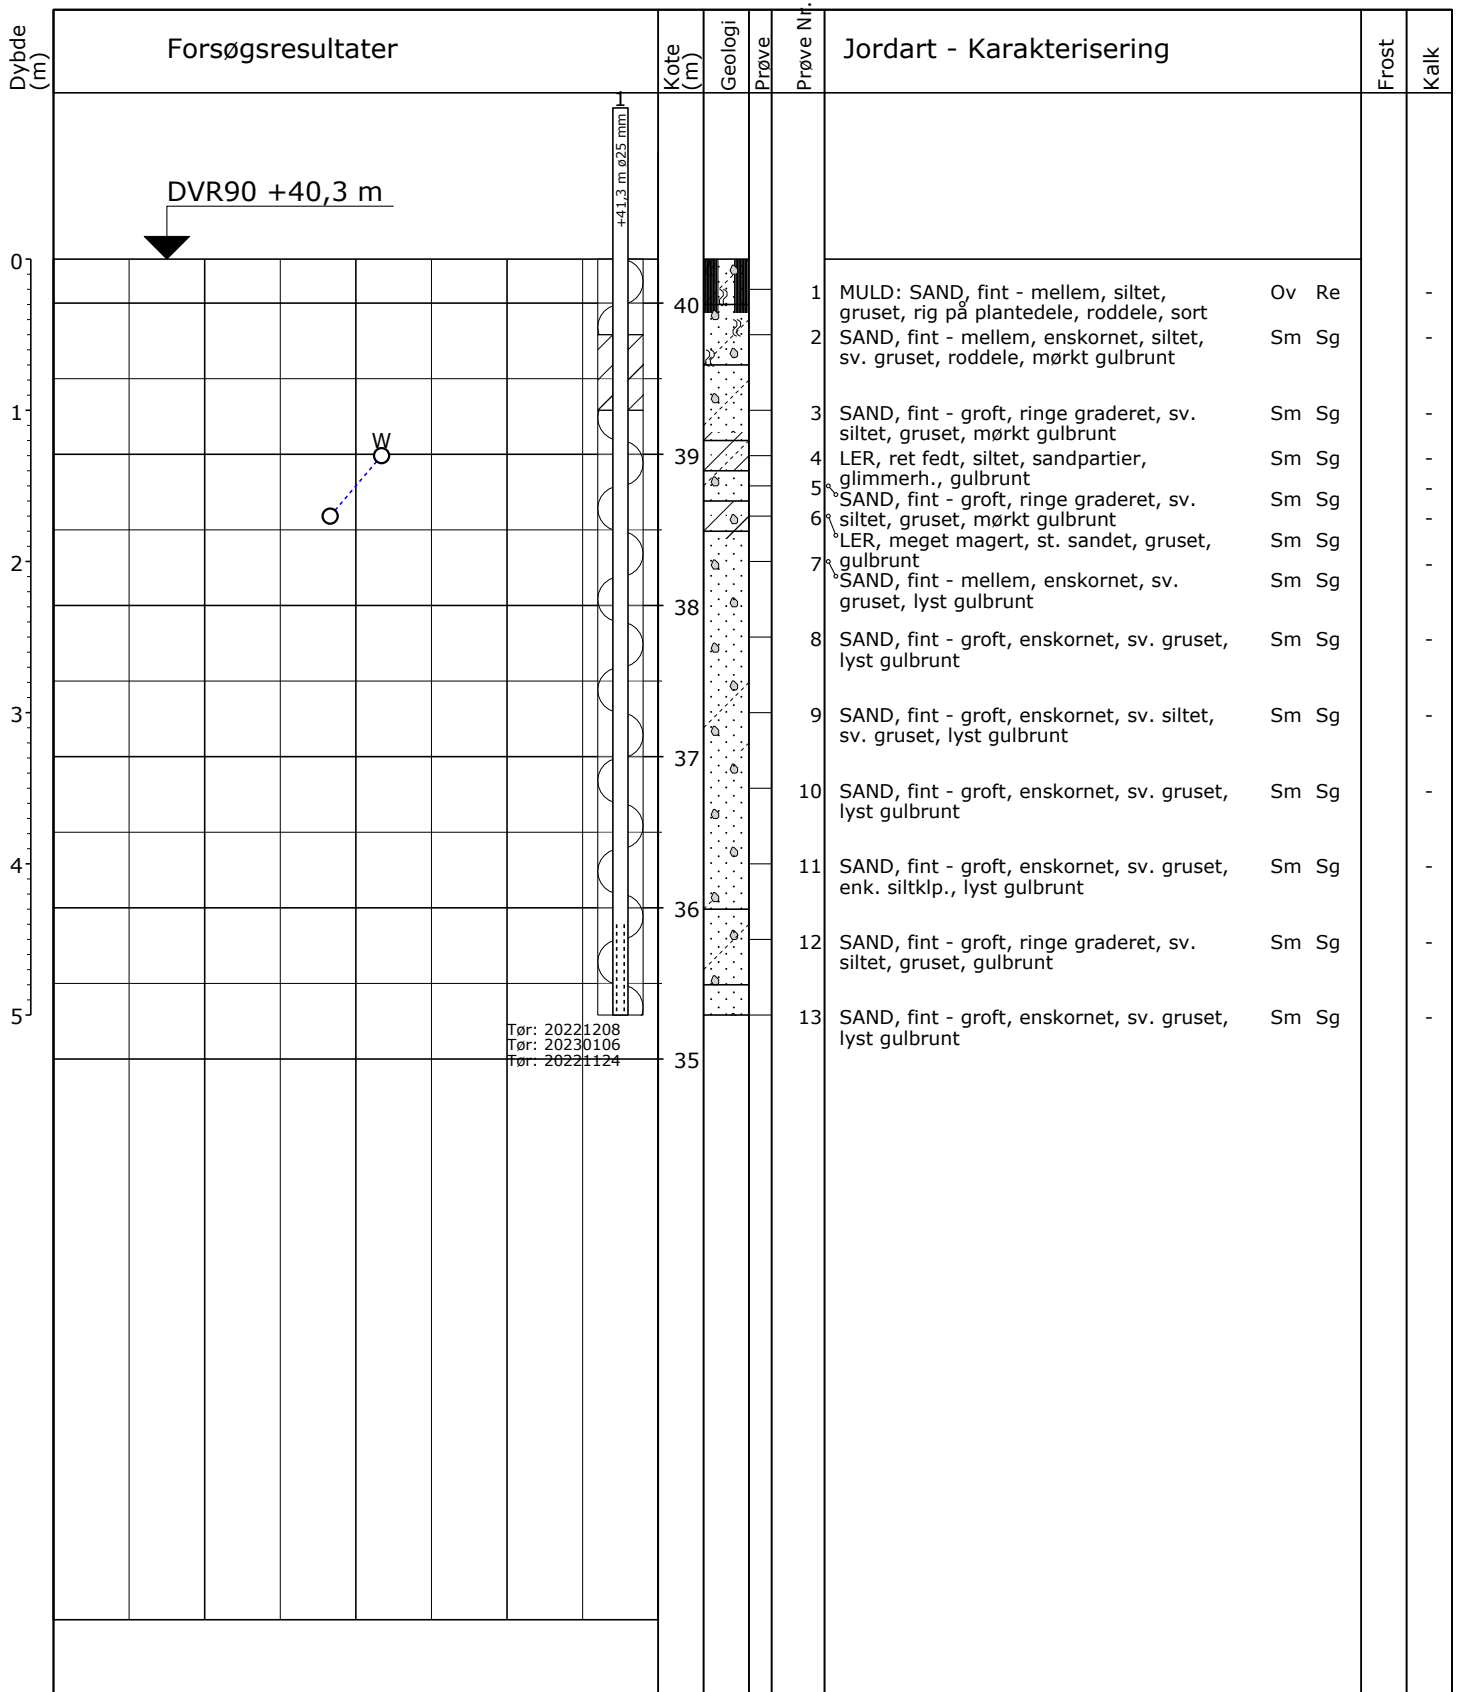 Dybde
(m)
Forsøgsresultater
Kote
(m)
Geologi
Prøve
Prøve Nr.
Jordart - Karakterisering
Frost
Kalk
1
+41,3 m ø25 mm
DVR90 +40,3 m
0
40
1 MULD: SAND, fint - mellem, siltet, Ov Re -
gruset, rig på plantedele, roddele, sort
2 SAND, fint - mellem, enskornet, siltet, Sm Sg -
sv. gruset, roddele, mørkt gulbrunt
1
3 SAND, fint - groft, ringe graderet, sv. Sm Sg -
siltet, gruset, mørkt gulbrunt
W
39
4 LER, ret fedt, siltet, sandpartier, Sm Sg -
glimmerh., gulbrunt
5 SAND, fint - groft, ringe graderet, sv. Sm Sg -
siltet, gruset, mørkt gulbrunt
6 LER, meget magert, st. sandet, gruset, Sm Sg -
gulbrunt
2
7 SAND, fint - mellem, enskornet, sv. Sm Sg -
gruset, lyst gulbrunt
38
8 SAND, fint - groft, enskornet, sv. gruset, Sm Sg -
lyst gulbrunt
3
9 SAND, fint - groft, enskornet, sv. siltet, Sm Sg -
sv. gruset, lyst gulbrunt
37
10 SAND, fint - groft, enskornet, sv. gruset, Sm Sg -
lyst gulbrunt
4
11 SAND, fint - groft, enskornet, sv. gruset, Sm Sg -
enk. siltklp., lyst gulbrunt
36
12 SAND, fint - groft, ringe graderet, sv. Sm Sg -
siltet, gruset, gulbrunt
5
13 SAND, fint - groft, enskornet, sv. gruset, Sm Sg -
lyst gulbrunt
Tør: 20221208
Tør: 20230106
Tør: 20221124
35